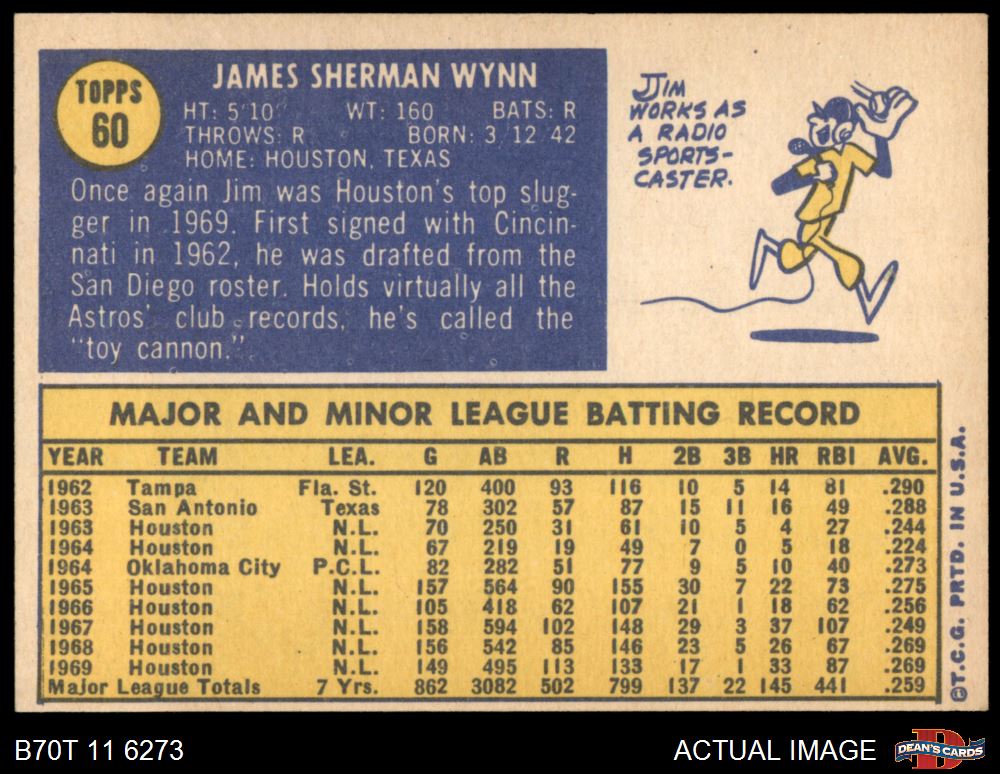 TOPPS
60
JAMES SHERMAN WYNN
HT: 5'10" WT: 160 BATS: R
THROWS: R BORN: 3 12 42
HOME: HOUSTON, TEXAS
Once again Jim was Houston's top slug-
ger in 1969. First signed with Cincin-
nati in 1962, he was drafted from the
San Diego roster. Holds virtually all the
Astros' club records, he's called the
"toy cannon."
JIM
WORKS AS
A RADIO
SPORTS-
CASTER.
MAJOR AND MINOR LEAGUE BATTING RECORD
YEAR TEAM LEA. G AB R H 2B 3B HR RBI AVG.
1962 Tampa Fla. St. 120 400 93 116 10 5 14 81 .290
1963 San Antonio Texas 78 302 57 87 15 11 16 49 .288
1963 Houston N.L. 70 250 31 61 10 5 4 27 .244
1964 Houston N.L. 67 219 19 49 7 0 5 18 .224
1964 Oklahoma City P.C.L. 82 282 51 77 9 5 10 40 .273
1965 Houston N.L. 157 564 90 155 30 7 22 73 .275
1966 Houston N.L. 105 418 62 107 21 1 18 62 .256
1967 Houston N.L. 158 594 102 148 29 3 37 107 .249
1968 Houston N.L. 156 542 85 146 23 5 26 67 .269
1969 Houston N.L. 149 495 113 133 17 1 33 87 .269
Major League Totals 7 Yrs. 862 3082 502 799 137 22 145 441 .259
©T.C.G. PRTD. IN U.S.A.
B70T 11 6273
ACTUAL IMAGE
D
DEAN'S CARDS